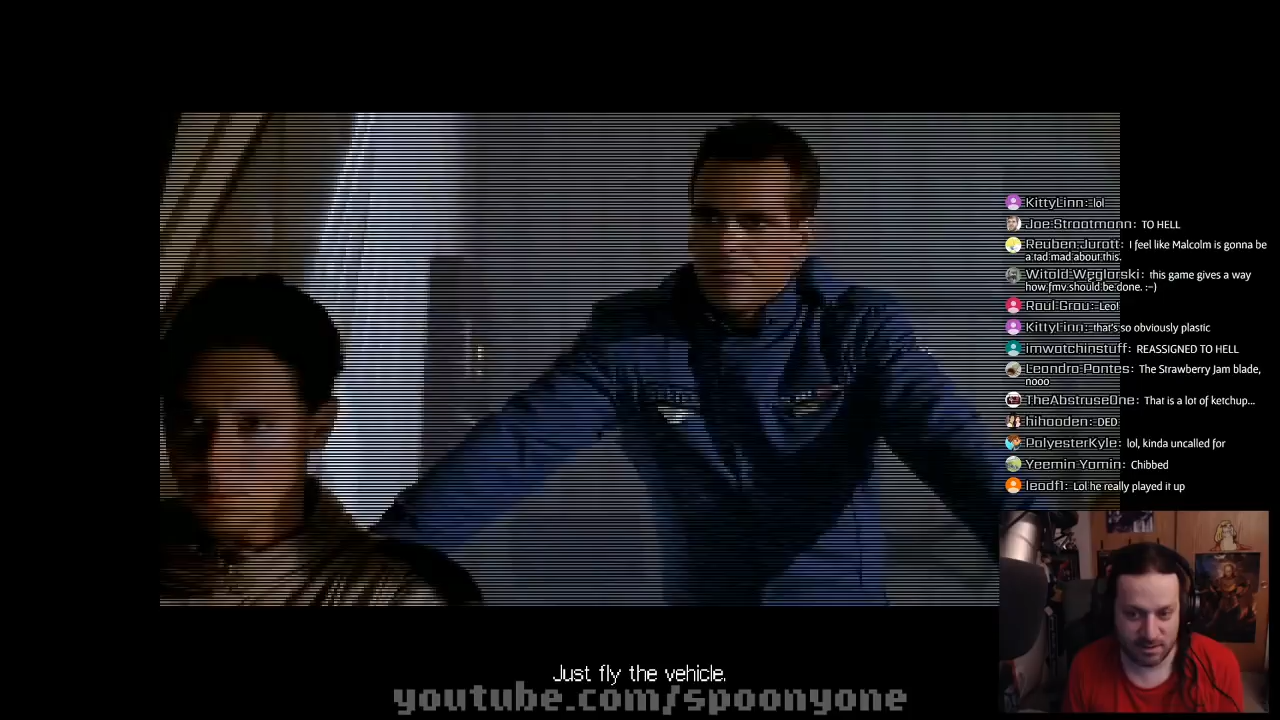 KittyLinn: lol
Joe Strootmann: TO HELL
Reuben Jurott: I feel like Malcolm is gonna be
a tad mad about this.
Witold Węglorski: this game gives a way
how fmv should be done. :-)
Raul Grau: Leo!
KittyLinn: that's so obviously plastic
imwatchinstuff: REASSIGNED TO HELL
Leandro Pontes: The Strawberry Jam blade,
nooo
TheAbstruseOne: That is a lot of ketchup...
hihooden: DED
PolyesterKyle: lol, kinda uncalled for
Yeemin Yomin: Chibbed
leodf1: Lol he really played it up
Just fly the vehicle.
youtube.com/spoonyone